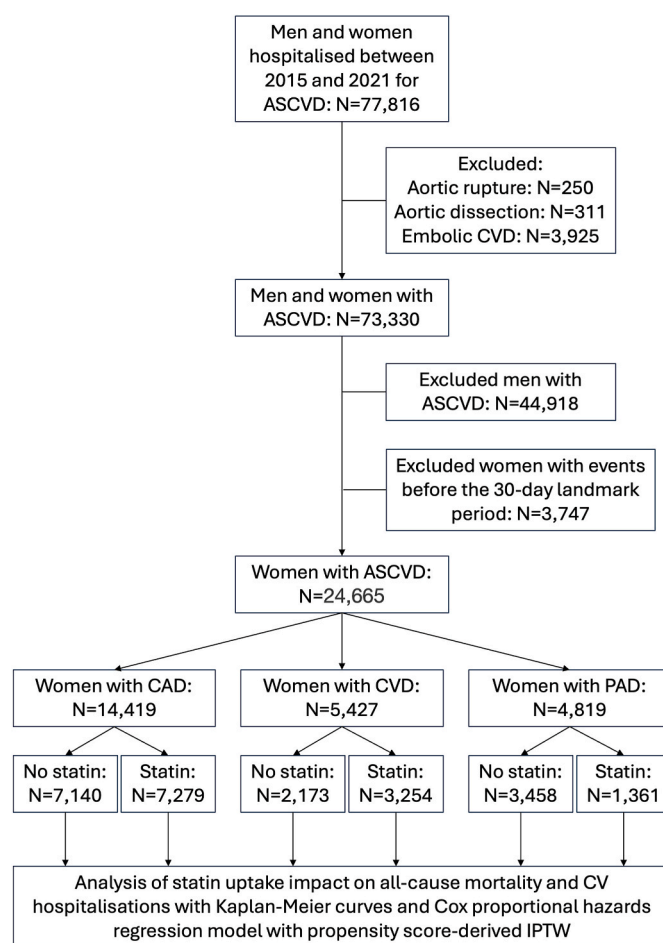 Men and women
hospitalised between
2015 and 2021 for
ASCVD: N=77,816
Excluded:
Aortic rupture: N=250
Aortic dissection: N=311
Embolic CVD: N=3,925
Men and women with
ASCVD: N=73,330
Excluded men with
ASCVD: N=44,918
Excluded women with events
before the 30-day landmark
period: N=3,747
Women with ASCVD:
N=24,665
Women with CAD:
N=14,419
Women with CVD:
N=5,427
Women with PAD:
N=4,819
No statin:
N=7,140
Statin:
N=7,279
No statin:
N=2,173
Statin:
N=3,254
No statin:
N=3,458
Statin:
N=1,361
Analysis of statin uptake impact on all-cause mortality and CV
hospitalisations with Kaplan-Meier curves and Cox proportional hazards
regression model with propensity score-derived IPTW